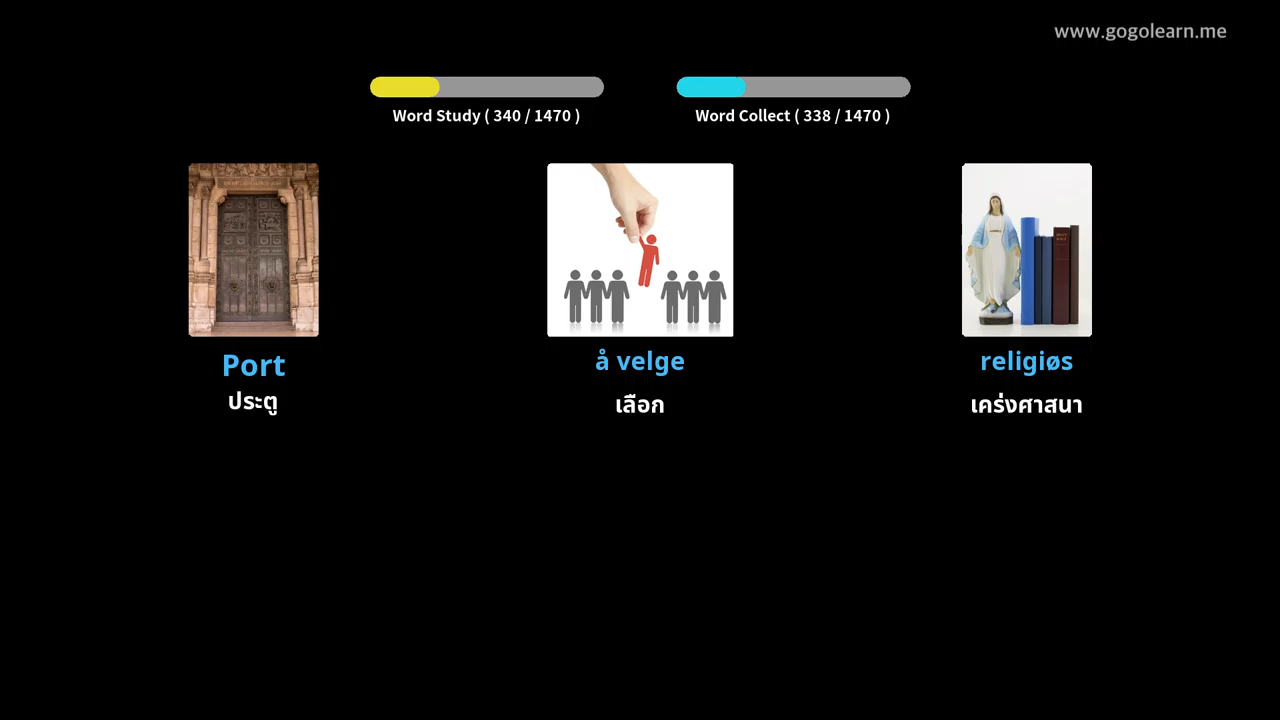 www.gogolearn.me
Word Study ( 340 / 1470 )
Word Collect ( 338 / 1470 )
Port
ประตู
å velge
เลือก
religiøs
เคร่งศาสนา